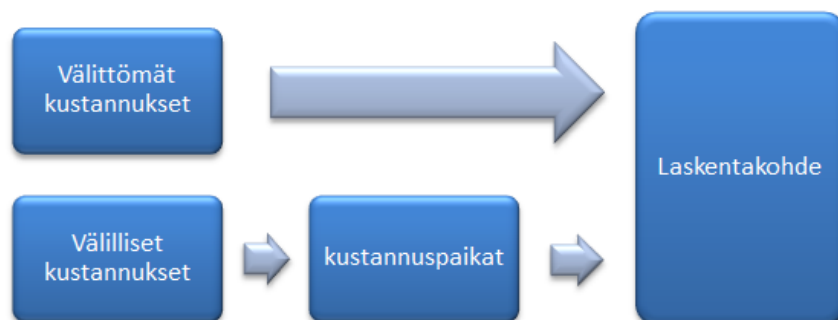 Välittömät
kustannukset
Laskentakohde
Välilliset
kustannukset
kustannuspaikat